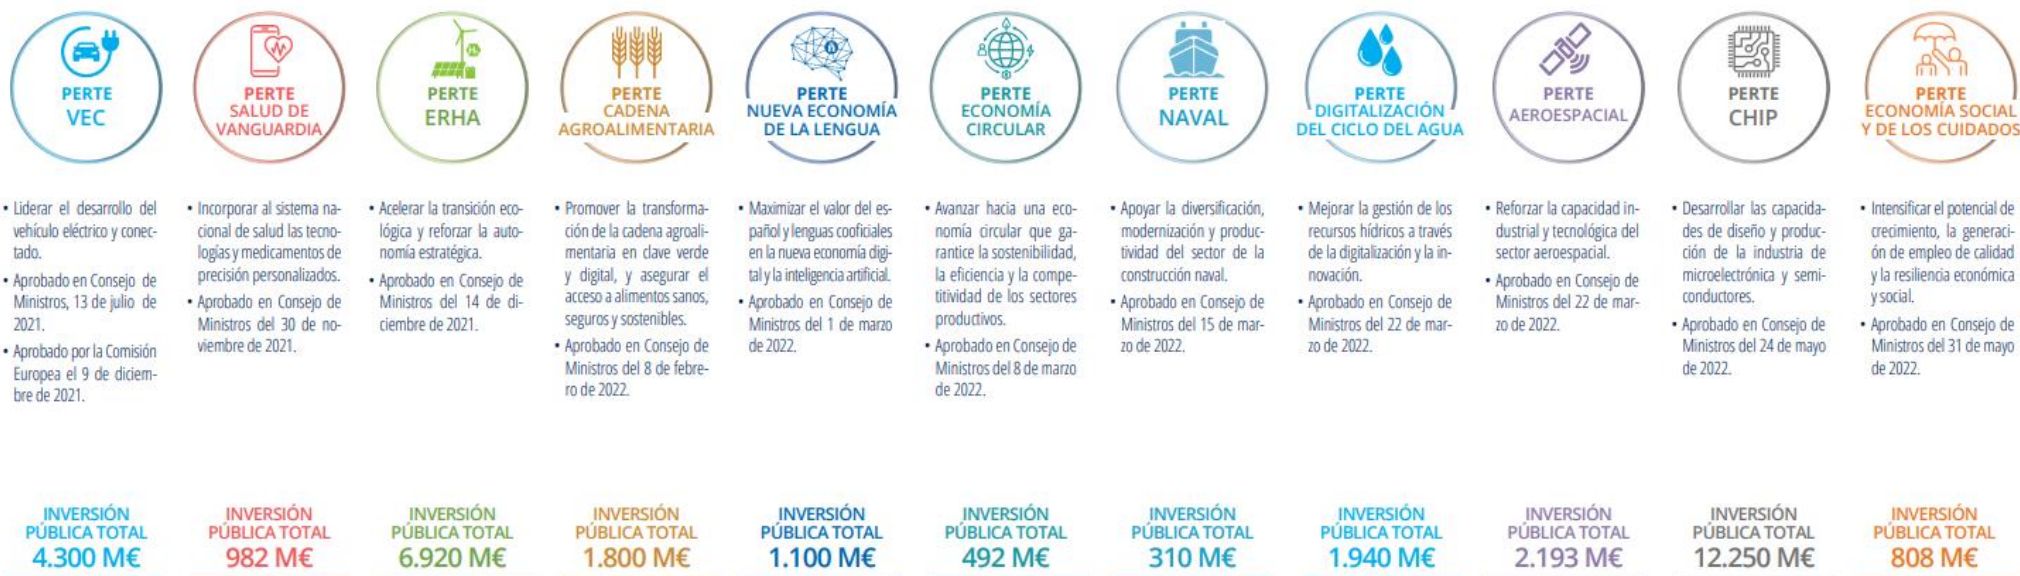 PERTE
VEC
• Liderar el desarrollo del
vehículo eléctrico y conec-
tado.
• Aprobado en Consejo de
Ministros, 13 de julio de
2021.
• Aprobado por la Comisión
Europea el 9 de diciem-
bre de 2021.
INVERSIÓN
PÚBLICA TOTAL
4.300 M€
PERTE
SALUD DE
VANGUARDIA
• Incorporar al sistema na-
cional de salud las tecno-
logías y medicamentos de
precisión personalizados.
• Aprobado en Consejo de
Ministros del 30 de no-
viembre de 2021.
INVERSIÓN
PÚBLICA TOTAL
982 M€
H₂
PERTE
ERHA
• Acelerar la transición eco-
lógica y reforzar la auto-
nomía estratégica.
• Aprobado en Consejo de
Ministros del 14 de di-
ciembre de 2021.
INVERSIÓN
PÚBLICA TOTAL
6.920 M€
PERTE
CADENA
AGROALIMENTARIA
• Promover la transforma-
ción de la cadena agroali-
mentaria en clave verde
y digital, y asegurar el
acceso a alimentos sanos,
seguros y sostenibles.
• Aprobado en Consejo de
Ministros del 8 de febre-
ro de 2022.
INVERSIÓN
PÚBLICA TOTAL
1.800 M€
PERTE
NUEVA ECONOMÍA
DE LA LENGUA
• Maximizar el valor del es-
pañol y lenguas cooficiales
en la nueva economía digi-
tal y la inteligencia artificial.
• Aprobado en Consejo de
Ministros del 1 de marzo
de 2022.
INVERSIÓN
PÚBLICA TOTAL
1.100 M€
PERTE
ECONOMÍA
CIRCULAR
• Avanzar hacia una eco-
nomía circular que ga-
rantice la sostenibilidad,
la eficiencia y la compe-
titividad de los sectores
productivos.
• Aprobado en Consejo de
Ministros del 8 de marzo
de 2022.
INVERSIÓN
PÚBLICA TOTAL
492 M€
PERTE
NAVAL
• Apoyar la diversificación,
modernización y produc-
tividad del sector de la
construcción naval.
• Aprobado en Consejo de
Ministros del 15 de mar-
zo de 2022.
INVERSIÓN
PÚBLICA TOTAL
310 M€
PERTE
DIGITALIZACIÓN
DEL CICLO DEL AGUA
• Mejorar la gestión de los
recursos hídricos a través
de la digitalización y la in-
novación.
• Aprobado en Consejo de
Ministros del 22 de mar-
zo de 2022.
INVERSIÓN
PÚBLICA TOTAL
1.940 M€
PERTE
AEROESPACIAL
• Reforzar la capacidad in-
dustrial y tecnológica del
sector aeroespacial.
• Aprobado en Consejo de
Ministros del 22 de mar-
zo de 2022.
INVERSIÓN
PÚBLICA TOTAL
2.193 M€
PERTE
CHIP
• Desarrollar las capacida-
des de diseño y produc-
ción de la industria de
microelectrónica y semi-
conductores.
• Aprobado en Consejo de
Ministros del 24 de mayo
de 2022.
INVERSIÓN
PÚBLICA TOTAL
12.250 M€
PERTE
ECONOMÍA SOCIAL
Y DE LOS CUIDADOS
• Intensificar el potencial de
crecimiento, la generaci-
ón de empleo de calidad
y la resiliencia económica
y social.
• Aprobado en Consejo de
Ministros del 31 de mayo
de 2022.
INVERSIÓN
PÚBLICA TOTAL
808 M€